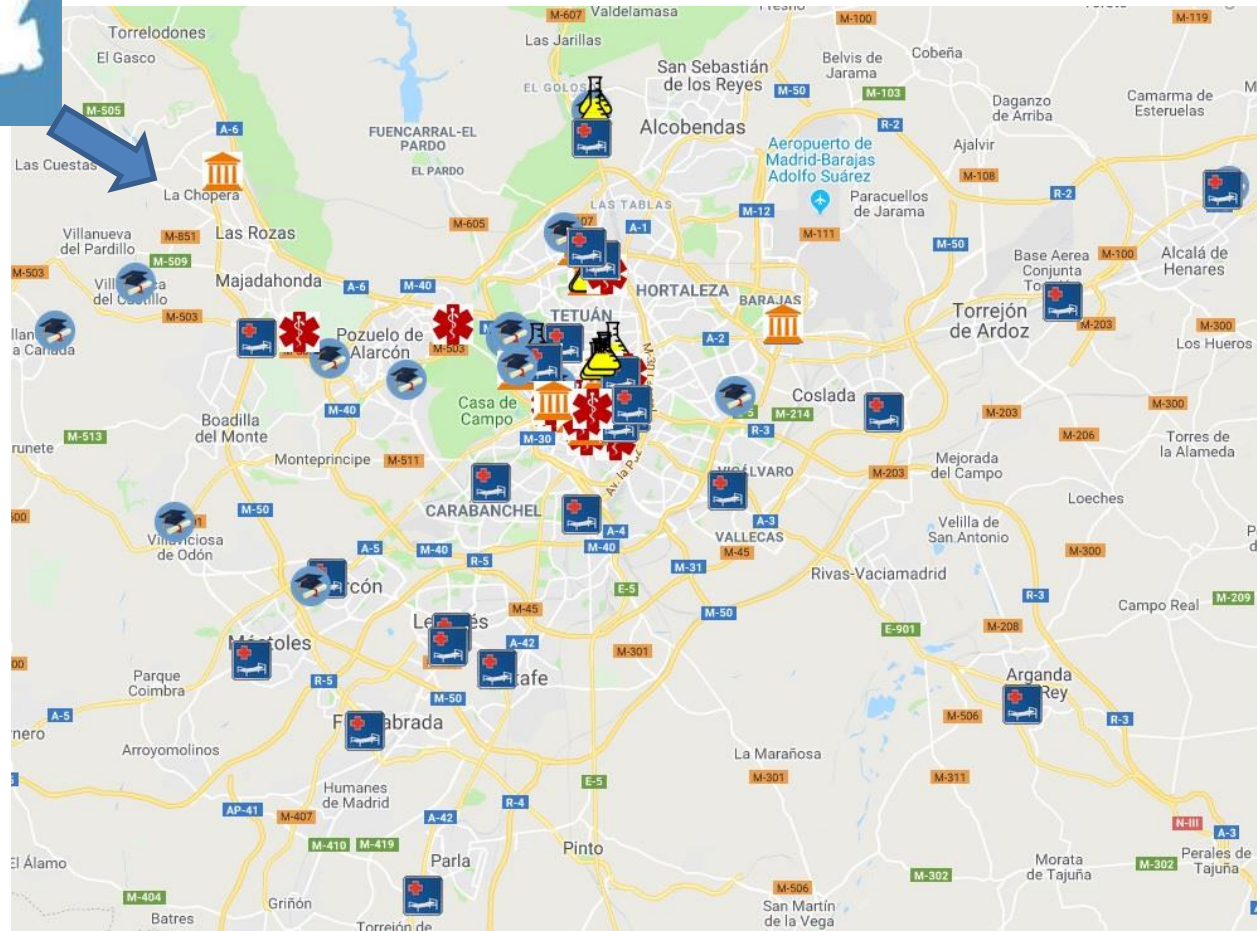 M-607
Valdelamasa
M-100
M-119
Torrelodones
Las Jarillas
El Gasco
Belvis de
Jarama
Cobeña
San Sebastián
de los Reyes
M-50
M-103
EL GOLOS
Daganzo
de Arriba
Camarma de
Esteruelas
M-505
A-6
FUENCARRAL-EL
PARDO
Alcobendas
R-2
Aeropuerto de
Madrid-Barajas
Adolfo Suárez
Ajalvir
Las Cuestas
EL PARDO
M-108
La Chopera
R-2
Paracuellos
de Jarama
LAS TABLAS
M-12
M-605
A-1
Villanueva
del Pardillo
M-851
Las Rozas
M-111
M-50
M-509
Base Aerea
Conjunta
M-100
Alcalá de
Henares
M-503
Majadahonda
A-6
M-40
HORTALEZA
BARAJAS
M-503
TETUÁN
Torrejón
de Ardoz
M-203
M-300
Pozuelo de
Alarcón
M-503
A-2
Los Hueros
M-30
Casa de
Campo
Coslada
M-40
M-214
M-203
M-300
Boadilla
del Monte
R-3
M-513
M-30
M-206
Torres de
la Alameda
Monteprincipe
M-511
Mejorada
del Campo
M-203
Loeches
M-50
CARABANCHEL
A-3
Velilla de
San Antonio
A-4
VALLECAS
de Odón
A-5
M-40
M-40
M-45
M-300
R-5
M-31
Rivas-Vaciamadrid
E-5
R-3
M-209
M-50
Campo Real
M-45
A-42
E-901
M-208
M-301
Parque
Coimbra
R-5
Arganda
Rey
M-50
A-5
M-506
R-3
Arroyomolinos
La Marañosa
E-5
M-301
M-311
Humanes
de Madrid
AP-41
M-407
R-4
A-42
N-III
A-3
M-410
M-419
El Álamo
Parla
Pinto
Morata
de Tajuña
M-302
Perales de
Tajuña
M-302
M-404
M-506
Griñón
San Martín
de la Vega
Batres
Torrejón de